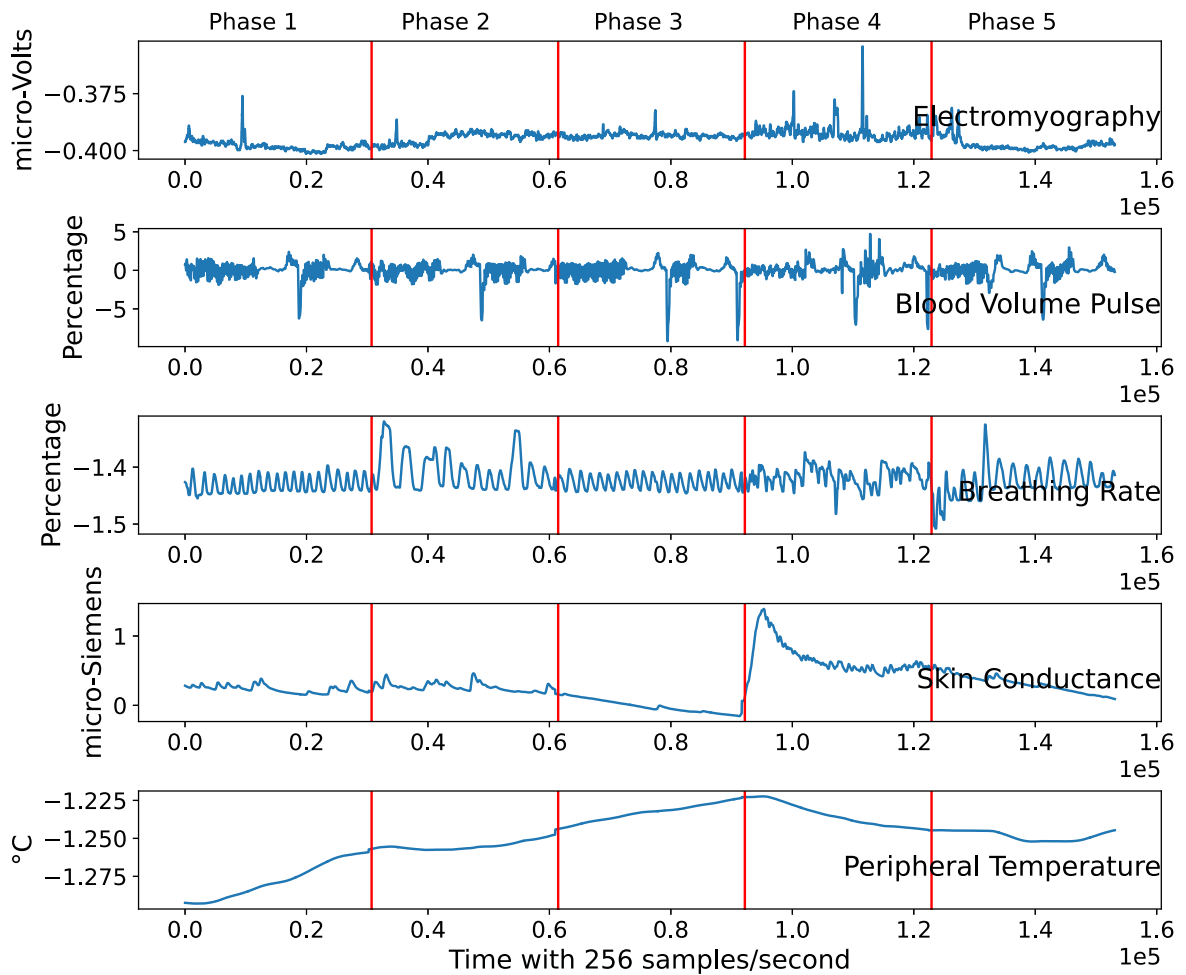 Phase 1 Phase 2 Phase 3 Phase 4 Phase 5
micro-Volts
−0.375
−0.400
Electromyography
0.0 0.2 0.4 0.6 0.8 1.0 1.2 1.4 1.6
1e5
Percentage
5
0
−5
Blood Volume Pulse
0.0 0.2 0.4 0.6 0.8 1.0 1.2 1.4 1.6
1e5
Percentage
−1.4
−1.5
Breathing Rate
0.0 0.2 0.4 0.6 0.8 1.0 1.2 1.4 1.6
1e5
micro-Siemens
1
0
Skin Conductance
0.0 0.2 0.4 0.6 0.8 1.0 1.2 1.4 1.6
1e5
°C
−1.225
−1.250
−1.275
Peripheral Temperature
0.0 0.2 0.4 0.6 0.8 1.0 1.2 1.4 1.6
1e5
Time with 256 samples/second